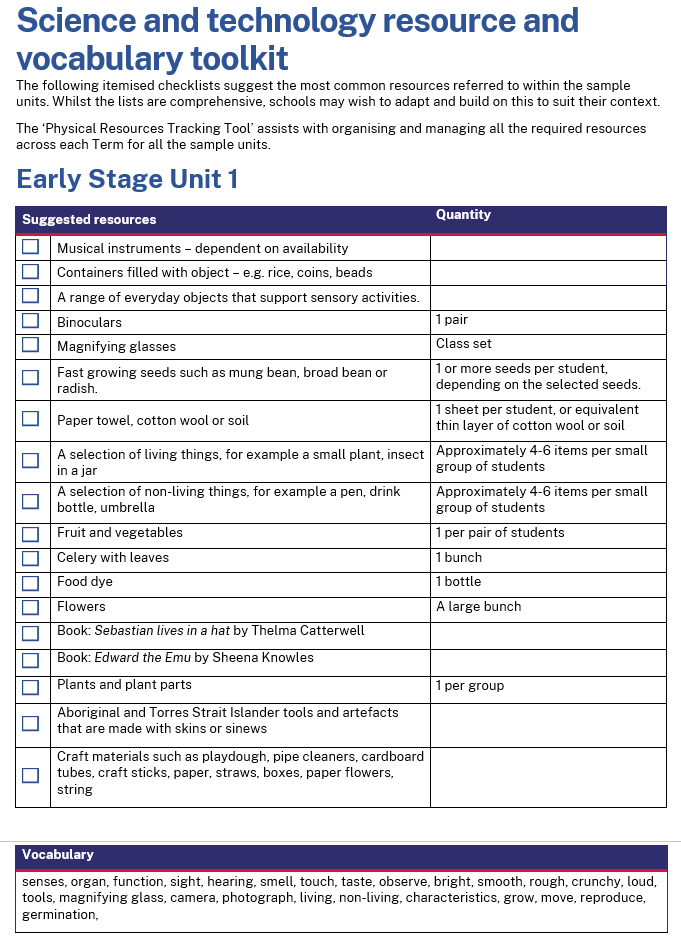 Science and technology resource and
vocabulary toolkit
The following itemised checklists suggest the most common resources referred to within the sample
units. Whilst the lists are comprehensive, schools may wish to adapt and build on this to suit their context.
The ‘Physical Resources Tracking Tool’ assists with organising and managing all the required resources
across each Term for all the sample units.
Early Stage Unit 1
Suggested resources
Quantity
Musical instruments – dependent on availability
Containers filled with object – e.g. rice, coins, beads
A range of everyday objects that support sensory activities.
Binoculars
1 pair
Magnifying glasses
Class set
Fast growing seeds such as mung bean, broad bean or
radish.
1 or more seeds per student,
depending on the selected seeds.
Paper towel, cotton wool or soil
1 sheet per student, or equivalent
thin layer of cotton wool or soil
A selection of living things, for example a small plant, insect
in a jar
Approximately 4-6 items per small
group of students
A selection of non-living things, for example a pen, drink
bottle, umbrella
Approximately 4-6 items per small
group of students
Fruit and vegetables
1 per pair of students
Celery with leaves
1 bunch
Food dye
1 bottle
Flowers
A large bunch
Book: Sebastian lives in a hat by Thelma Catterwell
Book: Edward the Emu by Sheena Knowles
Plants and plant parts
1 per group
Aboriginal and Torres Strait Islander tools and artefacts
that are made with skins or sinews
Craft materials such as playdough, pipe cleaners, cardboard
tubes, craft sticks, paper, straws, boxes, paper flowers,
string
Vocabulary
senses, organ, function, sight, hearing, smell, touch, taste, observe, bright, smooth, rough, crunchy, loud,
tools, magnifying glass, camera, photograph, living, non-living, characteristics, grow, move, reproduce,
germination,